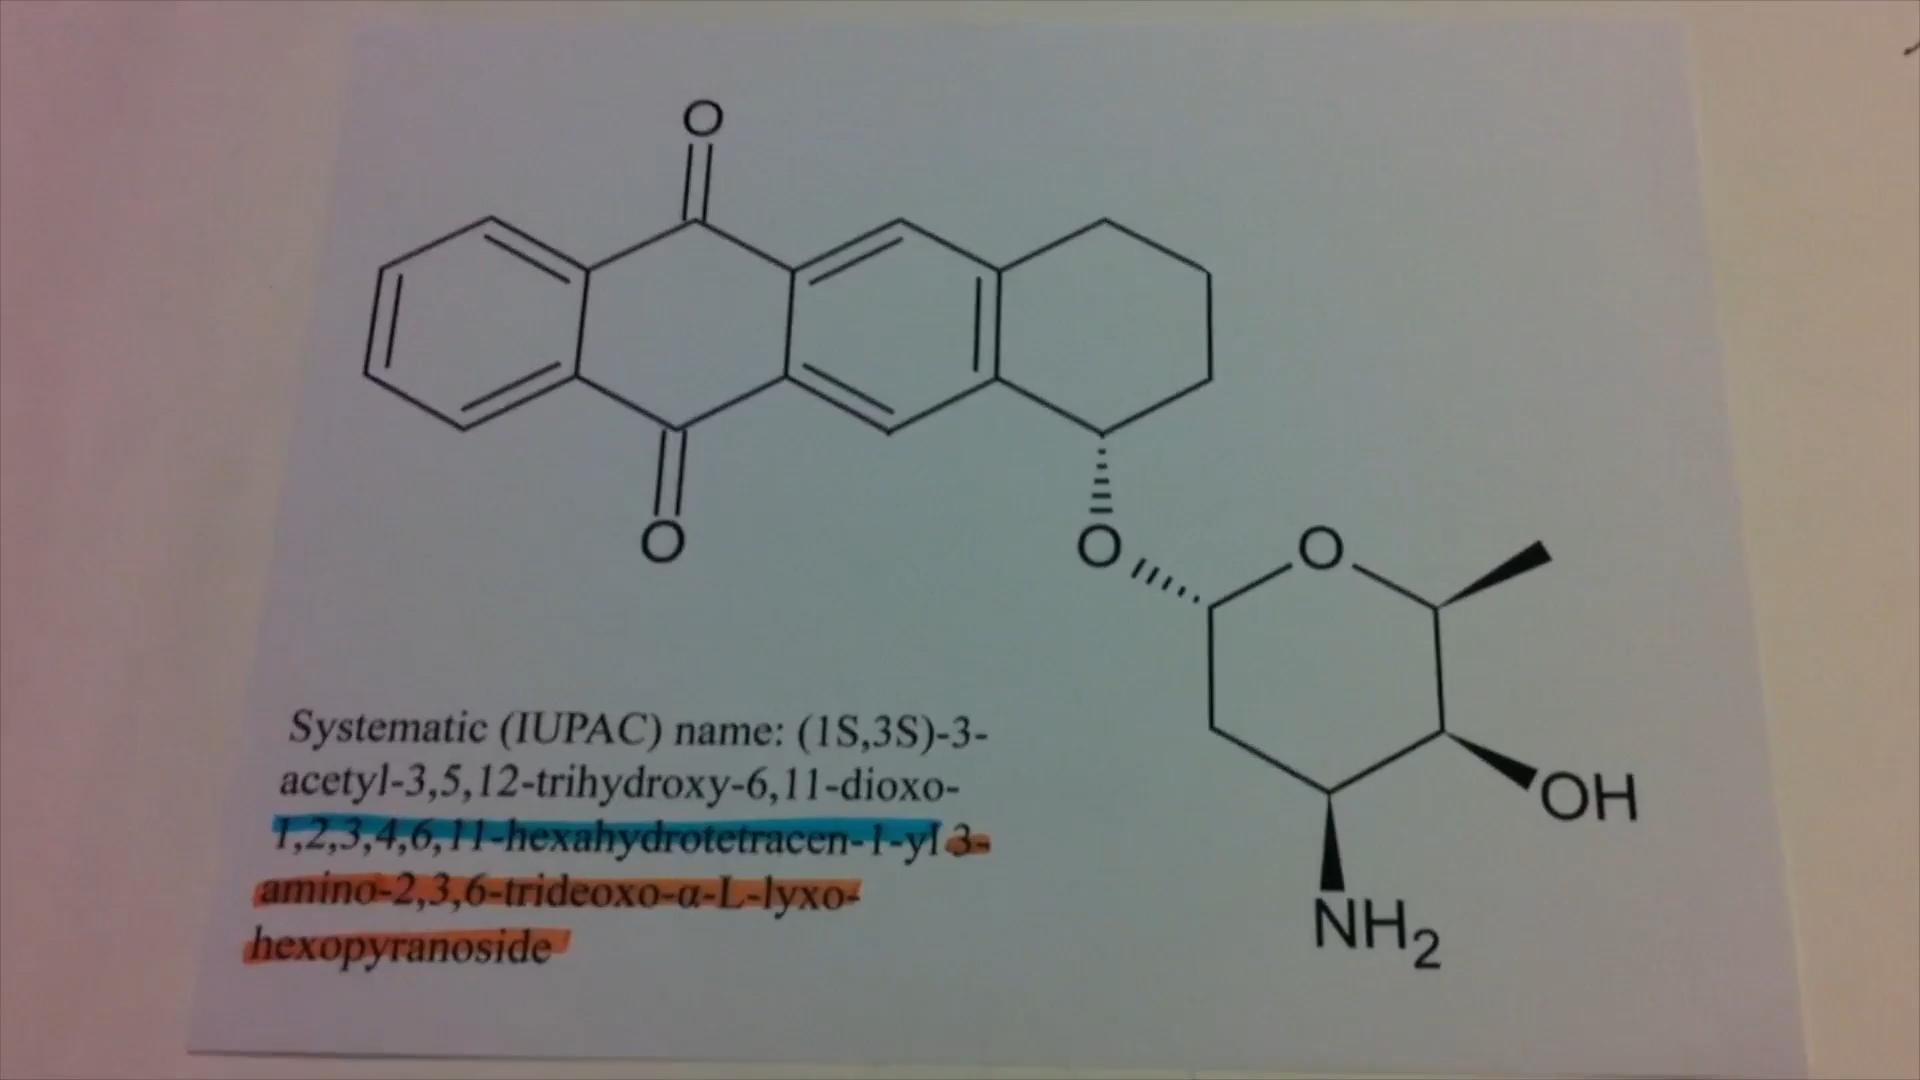 O
O
O
O
OH
NH₂
Systematic (IUPAC) name: (1S,3S)-3-
acetyl-3,5,12-trihydroxy-6,11-dioxo-
1,2,3,4,6,11-hexahydrotetracen-1-yl 3-
amino-2,3,6-trideoxo-α-L-lyxo-
hexopyranoside